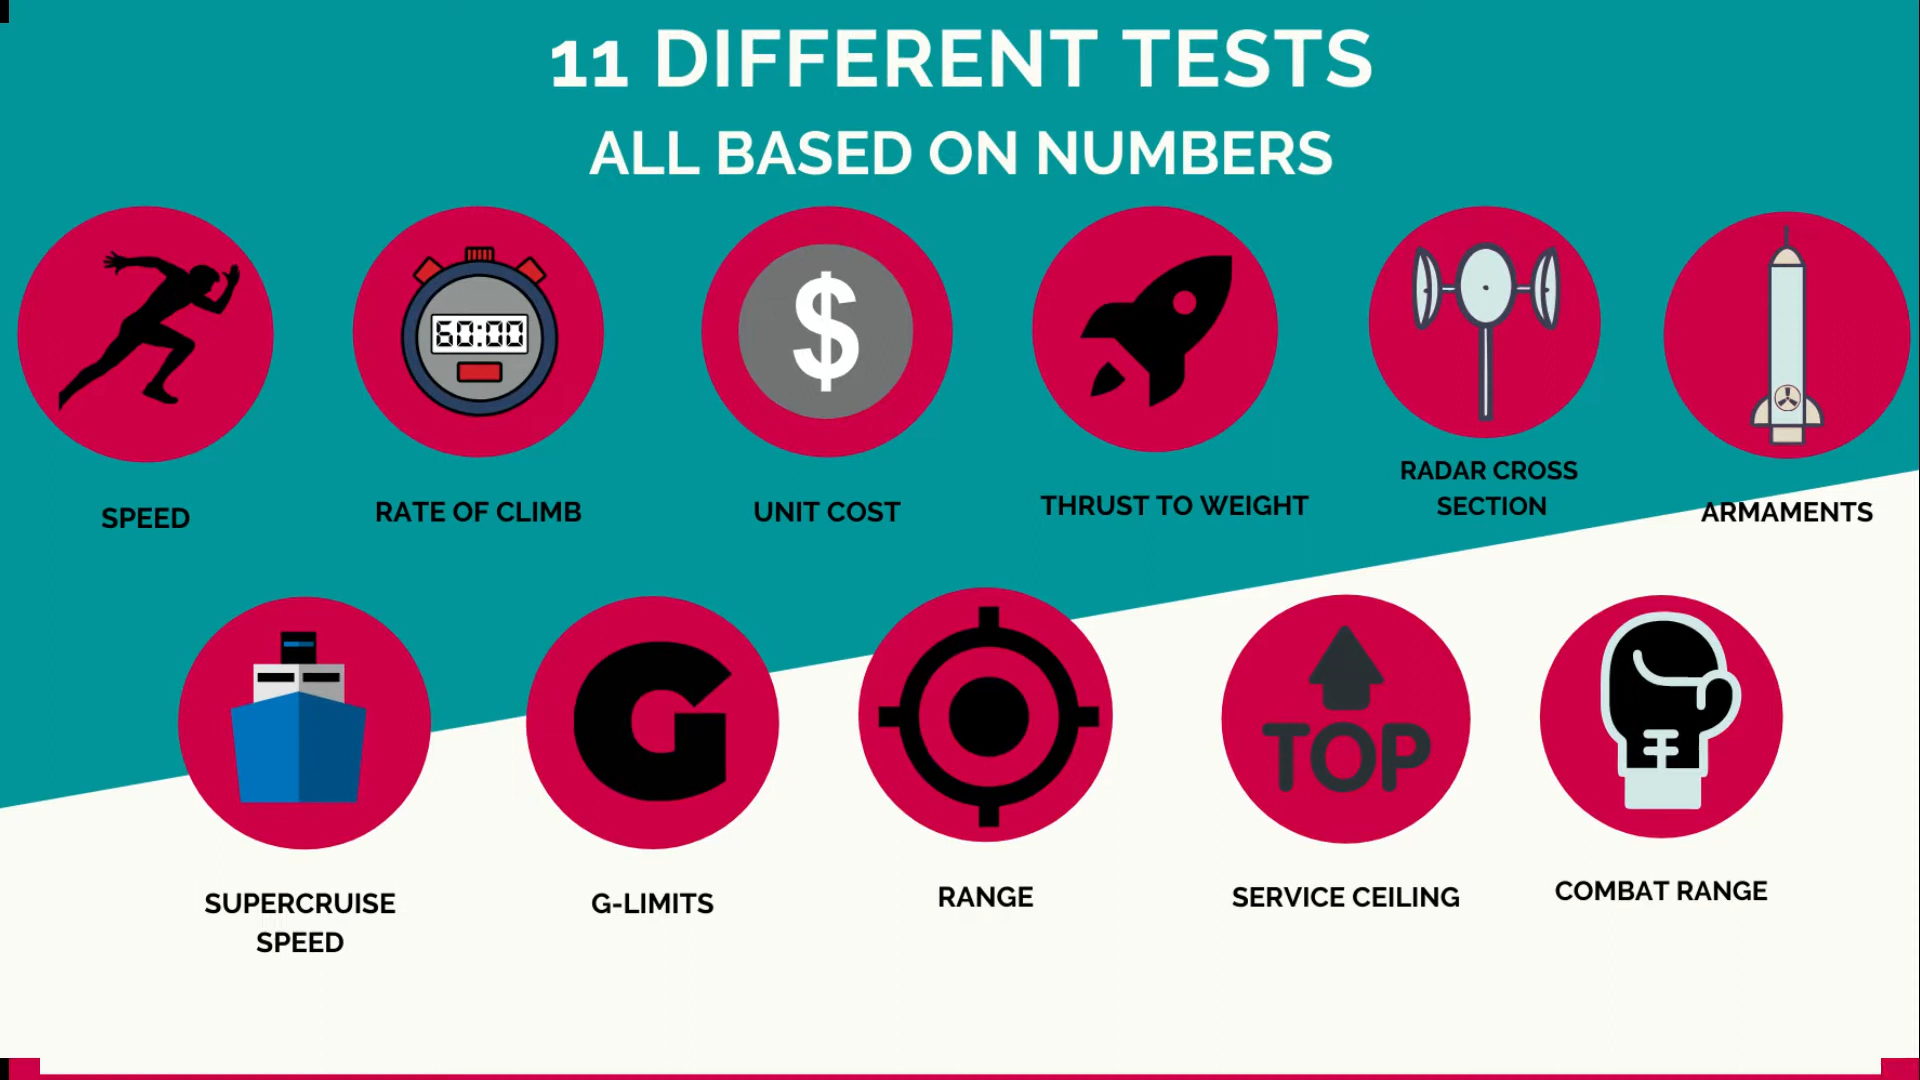 11 DIFFERENT TESTS
ALL BASED ON NUMBERS
60:00
$
SPEED
RATE OF CLIMB
UNIT COST
THRUST TO WEIGHT
RADAR CROSS
SECTION
ARMAMENTS
G
TOP
SUPERCRUISE
SPEED
G-LIMITS
RANGE
SERVICE CEILING
COMBAT RANGE